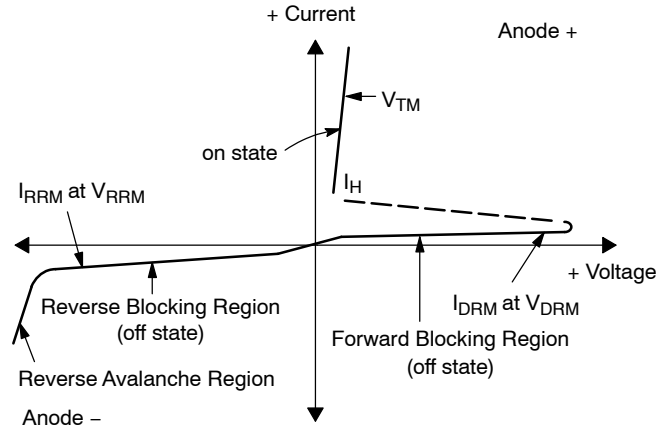 + Current
Anode +
V_TM
on state
I_H
I_RRM at V_RRM
+ Voltage
Reverse Blocking Region
(off state)
I_DRM at V_DRM
Forward Blocking Region
(off state)
Reverse Avalanche Region
Anode −